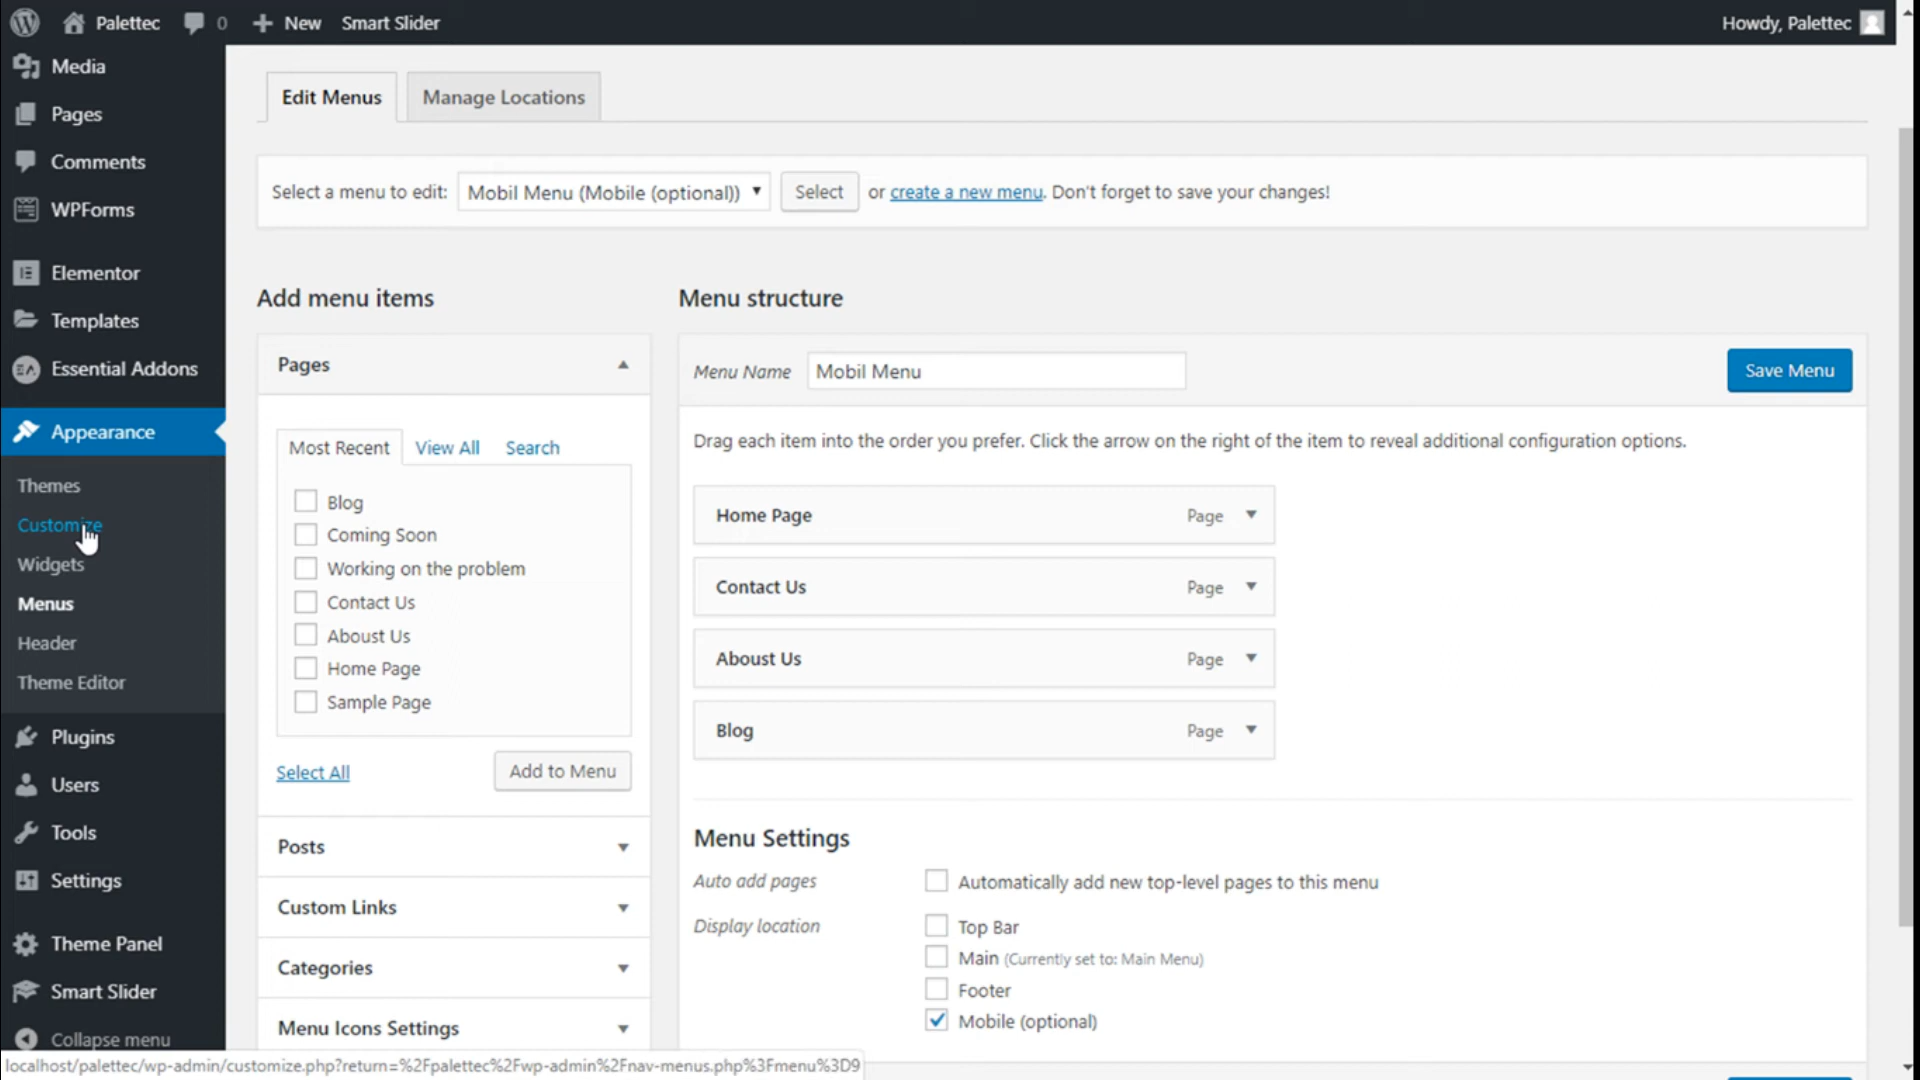 Palettec 0 New Smart Slider Howdy, Palettec
Media
Pages
Comments
WPForms
Elementor
Templates
Essential Addons
Appearance
Themes
Customize
Widgets
Menus
Header
Theme Editor
Plugins
Users
Tools
Settings
Theme Panel
Smart Slider
Collapse menu
Edit Menus Manage Locations
Select a menu to edit: Mobil Menu (Mobile (optional)) Select or create a new menu. Don't forget to save your changes!
Add menu items
Pages
Most Recent View All Search
Blog
Coming Soon
Working on the problem
Contact Us
Aboust Us
Home Page
Sample Page
Select All Add to Menu
Posts
Custom Links
Categories
Menu Icons Settings
Menu structure
Menu Name Mobil Menu Save Menu
Drag each item into the order you prefer. Click the arrow on the right of the item to reveal additional configuration options.
Home Page Page
Contact Us Page
Aboust Us Page
Blog Page
Menu Settings
Auto add pages Automatically add new top-level pages to this menu
Display location Top Bar
Main (Currently set to: Main Menu)
Footer
Mobile (optional)
localhost/palettec/wp-admin/customize.php?return=%2Fpalettec%2Fwp-admin%2Fnav-menus.php%3Fmenu%3D9